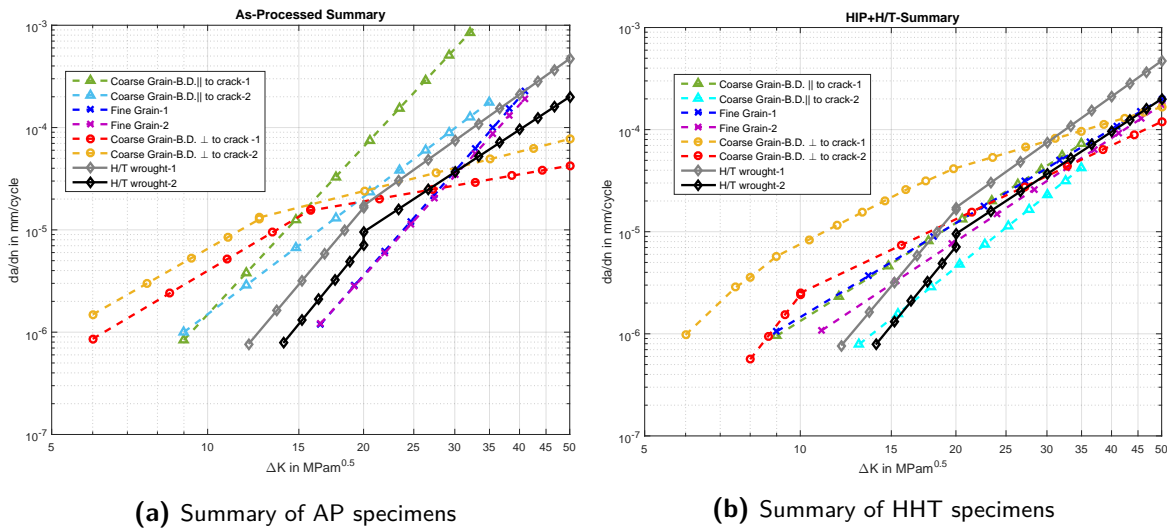 As-Processed Summary
10^-3
10^-4
10^-5
10^-6
10^-7
da/dn in mm/cycle
Coarse Grain-B.D.|| to crack-1
Coarse Grain-B.D.|| to crack-2
Fine Grain-1
Fine Grain-2
Coarse Grain-B.D. ⊥ to crack -1
Coarse Grain-B.D. ⊥ to crack-2
H/T wrought-1
H/T wrought-2
5 10 15 20 25 30 35 40 45 50
ΔK in MPam^0.5
(a) Summary of AP specimens
HIP+H/T-Summary
10^-3
10^-4
10^-5
10^-6
10^-7
da/dn in mm/cycle
Coarse Grain-B.D. || to crack-1
Coarse Grain-B.D.|| to crack-2
Fine Grain-1
Fine Grain-2
Coarse Grain-B.D. ⊥ to crack-1
Coarse Grain-B.D. ⊥ to crack-2
H/T wrought-1
H/T wrought-2
5 10 15 20 25 30 35 40 45 50
ΔK in MPam^0.5
(b) Summary of HHT specimens